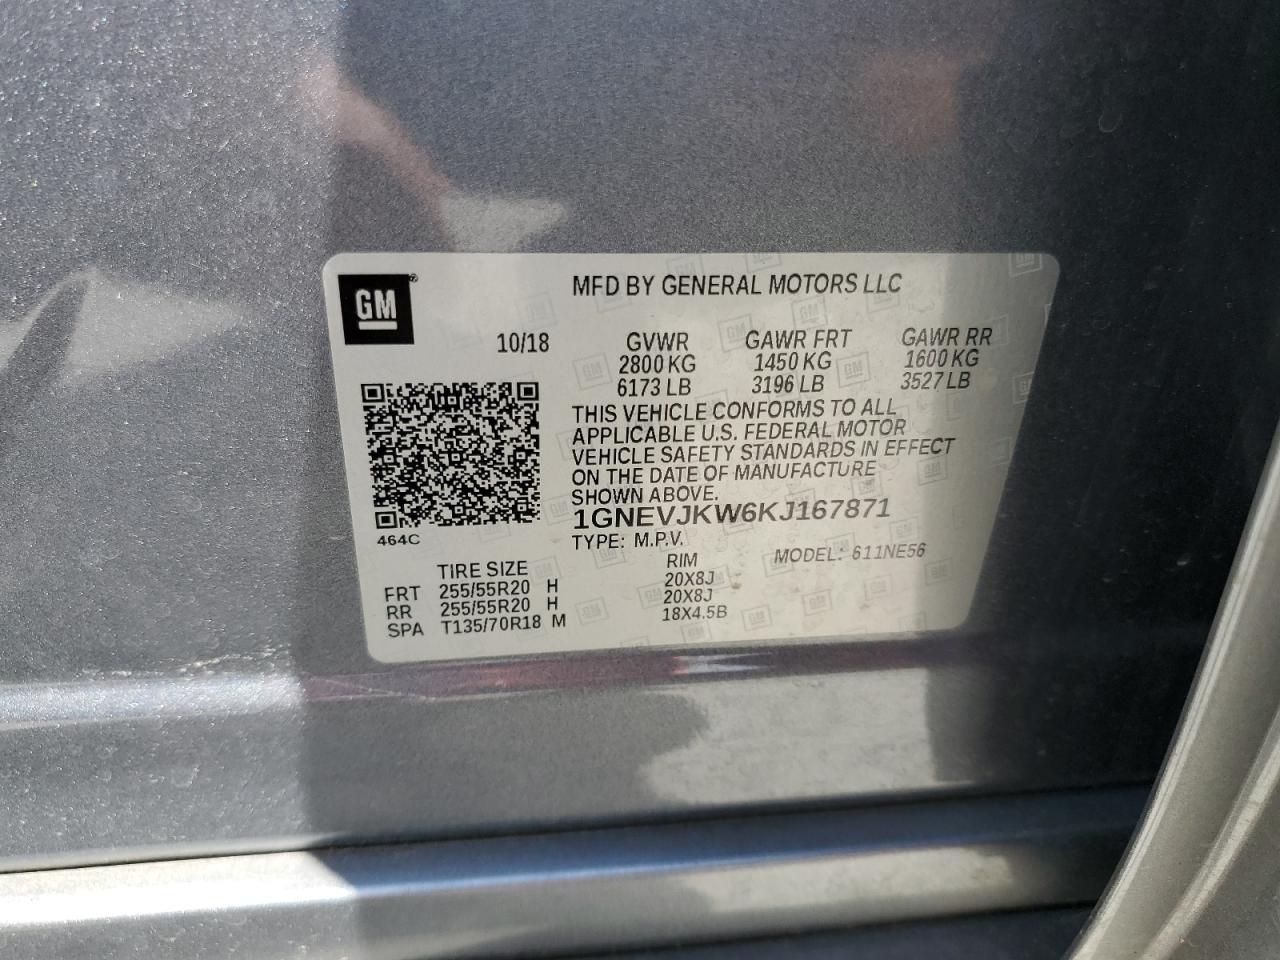 GM®
MFD BY GENERAL MOTORS LLC
10/18 GVWR GAWR FRT GAWR RR
2800 KG 1450 KG 1600 KG
6173 LB 3196 LB 3527 LB
THIS VEHICLE CONFORMS TO ALL
APPLICABLE U.S. FEDERAL MOTOR
VEHICLE SAFETY STANDARDS IN EFFECT
ON THE DATE OF MANUFACTURE
SHOWN ABOVE.
1GNEVJKW6KJ167871
464C
TYPE: M.P.V. MODEL: 611NE56
TIRE SIZE RIM
FRT 255/55R20 H 20X8J
RR 255/55R20 H 20X8J
SPA T135/70R18 M 18X4.5B